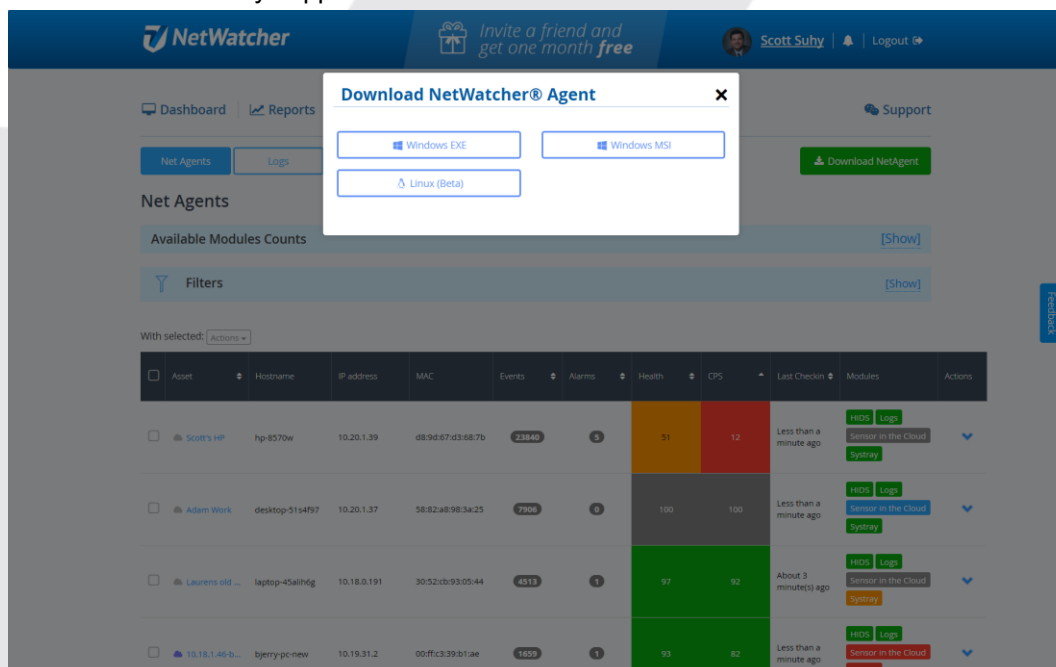 NetWatcher
Invite a friend and
get one month free
Scott Suhy
Logout
Download NetWatcher® Agent
Windows EXE
Windows MSI
Linux (Beta)
Dashboard
Reports
Support
Net Agents
Logs
Download NetAgent
Net Agents
Available Modules Counts
[Show]
Filters
[Show]
Feedback
With selected: Actions
Asset Hostname IP address MAC Events Alarms Health CPS Last Checkin Modules Actions
Scott's HP hp-8570w 10.20.1.39 d8:9d:67:d3:68:7b 23840 5 51 12
Less than a
minute ago
HIDS Logs
Sensor in the Cloud
Systray
Adam Work desktop-51s4f97 10.20.1.37 58:82:a8:98:3a:25 7906 0 100 100
Less than a
minute ago
HIDS Logs
Sensor in the Cloud
Systray
Laurens old ... laptop-45alih6g 10.18.0.191 30:52:cb:93:05:44 4513 1 97 92
About 3
minute(s) ago
HIDS Logs
Sensor in the Cloud
Systray
10.18.1.46-b... bjerry-pc-new 10.19.31.2 00:ff:c3:39:b1:ae 1659 1 93 82
Less than a
minute ago
HIDS Logs
Sensor in the Cloud